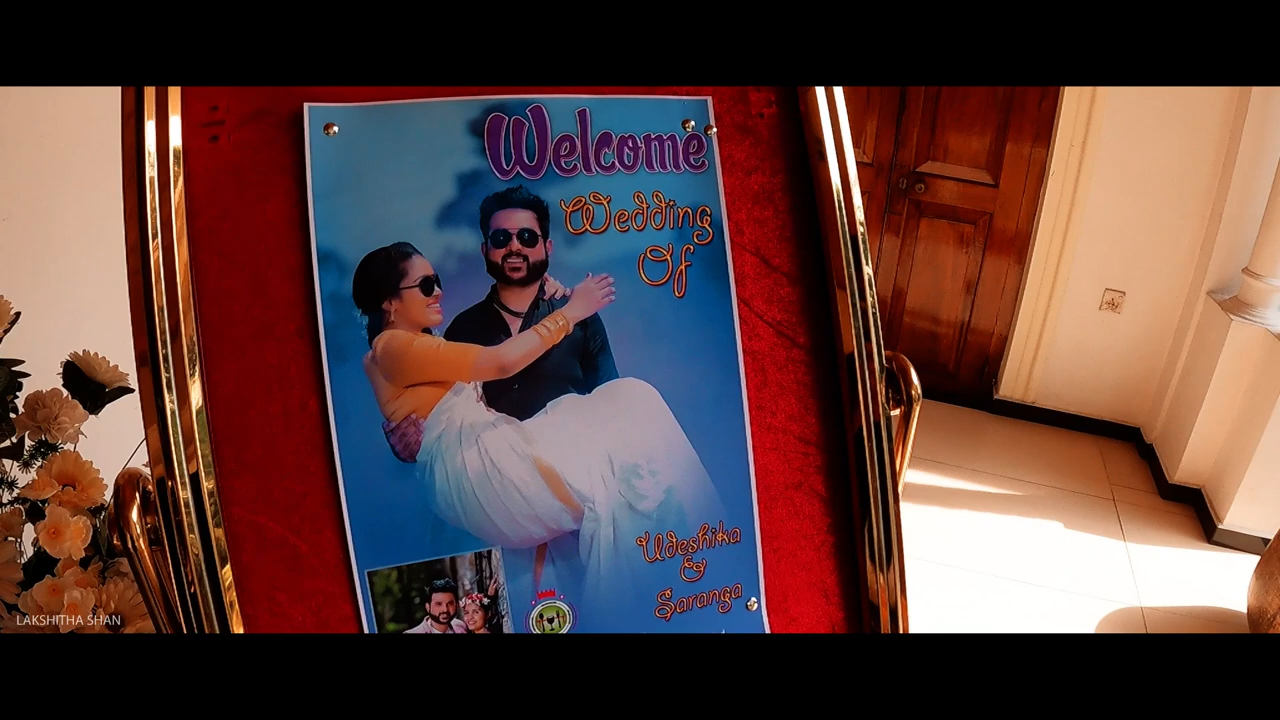 Welcome
Wedding
Of
Udeshika
&
Saranga
LAKSHITHA SHAN